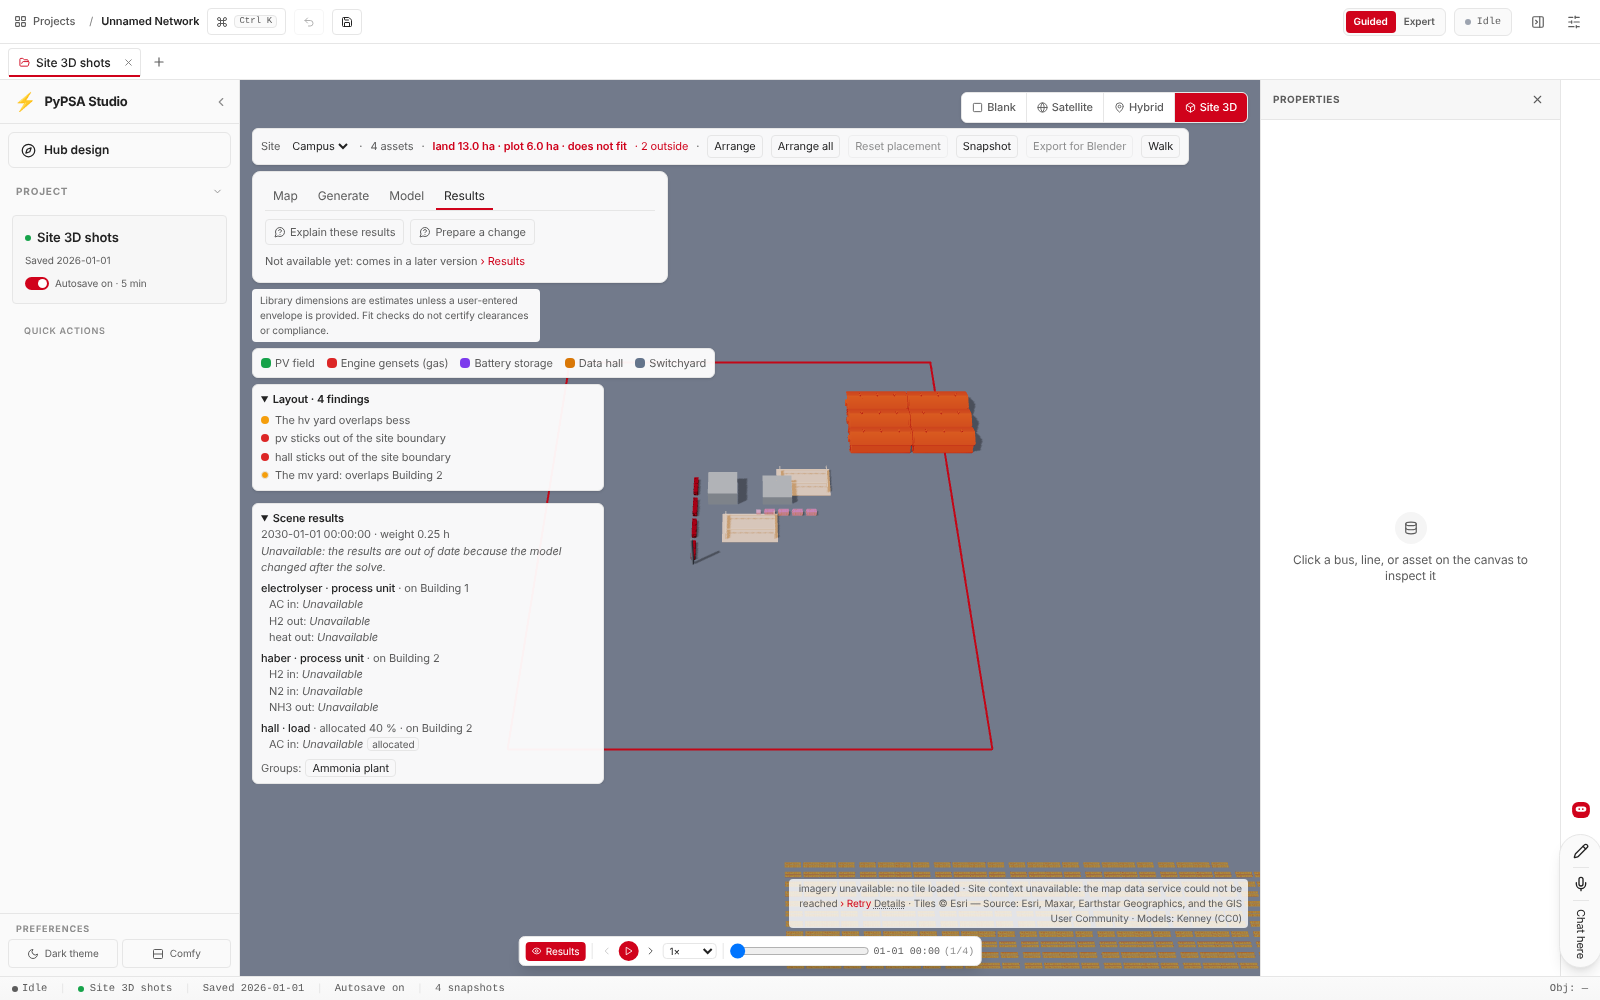 Projects / Unnamed Network Ctrl K Guided Expert Idle
Site 3D shots
PyPSA Studio
Hub design
PROJECT
Site 3D shots
Saved 2026-01-01
Autosave on · 5 min
QUICK ACTIONS
PREFERENCES
Dark theme Comfy
Blank Satellite Hybrid Site 3D
Site Campus · 4 assets · land 13.0 ha · plot 6.0 ha · does not fit · 2 outside · Arrange Arrange all Reset placement Snapshot Export for Blender Walk
Map Generate Model Results
Explain these results Prepare a change
Not available yet: comes in a later version › Results
Library dimensions are estimates unless a user-entered
envelope is provided. Fit checks do not certify clearances
or compliance.
PV field Engine gensets (gas) Battery storage Data hall Switchyard
▼ Layout · 4 findings
The hv yard overlaps bess
pv sticks out of the site boundary
hall sticks out of the site boundary
The mv yard: overlaps Building 2
▼ Scene results
2030-01-01 00:00:00 · weight 0.25 h
Unavailable: the results are out of date because the model
changed after the solve.
electrolyser · process unit · on Building 1
AC in: Unavailable
H2 out: Unavailable
heat out: Unavailable
haber · process unit · on Building 2
H2 in: Unavailable
N2 in: Unavailable
NH3 out: Unavailable
hall · load · allocated 40 % · on Building 2
AC in: Unavailable allocated
Groups: Ammonia plant
imagery unavailable: no tile loaded · Site context unavailable: the map data service could not be
reached › Retry Details · Tiles © Esri — Source: Esri, Maxar, Earthstar Geographics, and the GIS
User Community · Models: Kenney (CC0)
Results 1× 01-01 00:00 (1/4)
PROPERTIES
Click a bus, line, or asset on the canvas to
inspect it
Chat here
Idle Site 3D shots Saved 2026-01-01 Autosave on 4 snapshots Obj: —